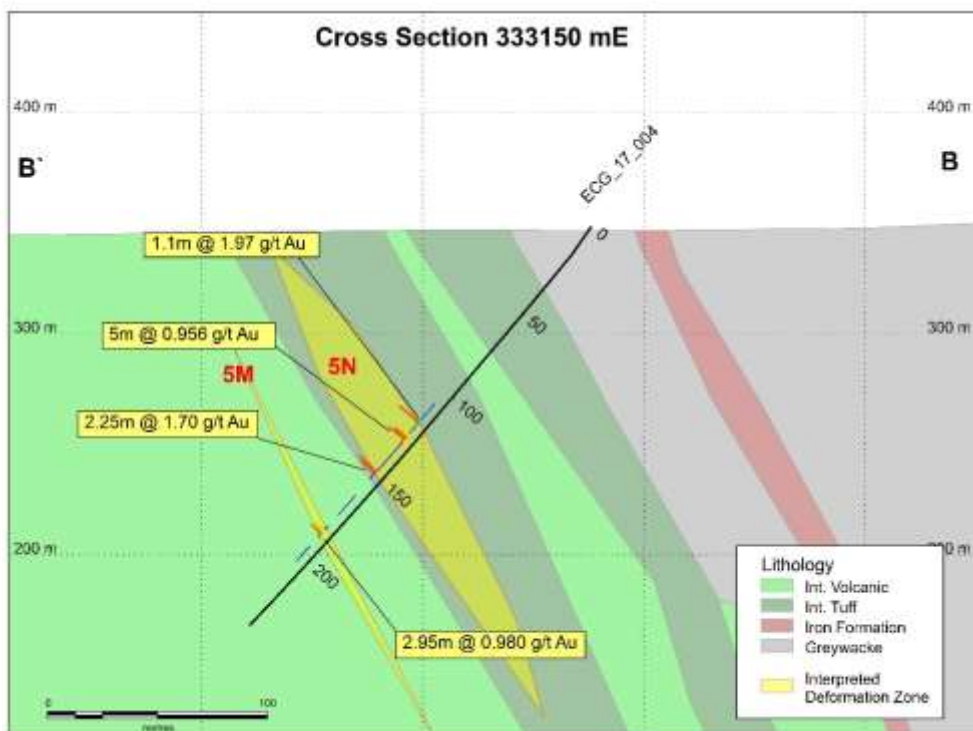 Cross Section 333150 mE
400 m
400 m
B`
B
ECG_17_004
0
1.1m @ 1.97 g/t Au
50
300 m
300 m
5m @ 0.956 g/t Au
5M
5N
100
2.25m @ 1.70 g/t Au
150
200 m
200 m
200
Lithology
Int. Volcanic
Int. Tuff
Iron Formation
Greywacke
Interpreted
Deformation Zone
2.95m @ 0.980 g/t Au
0
100